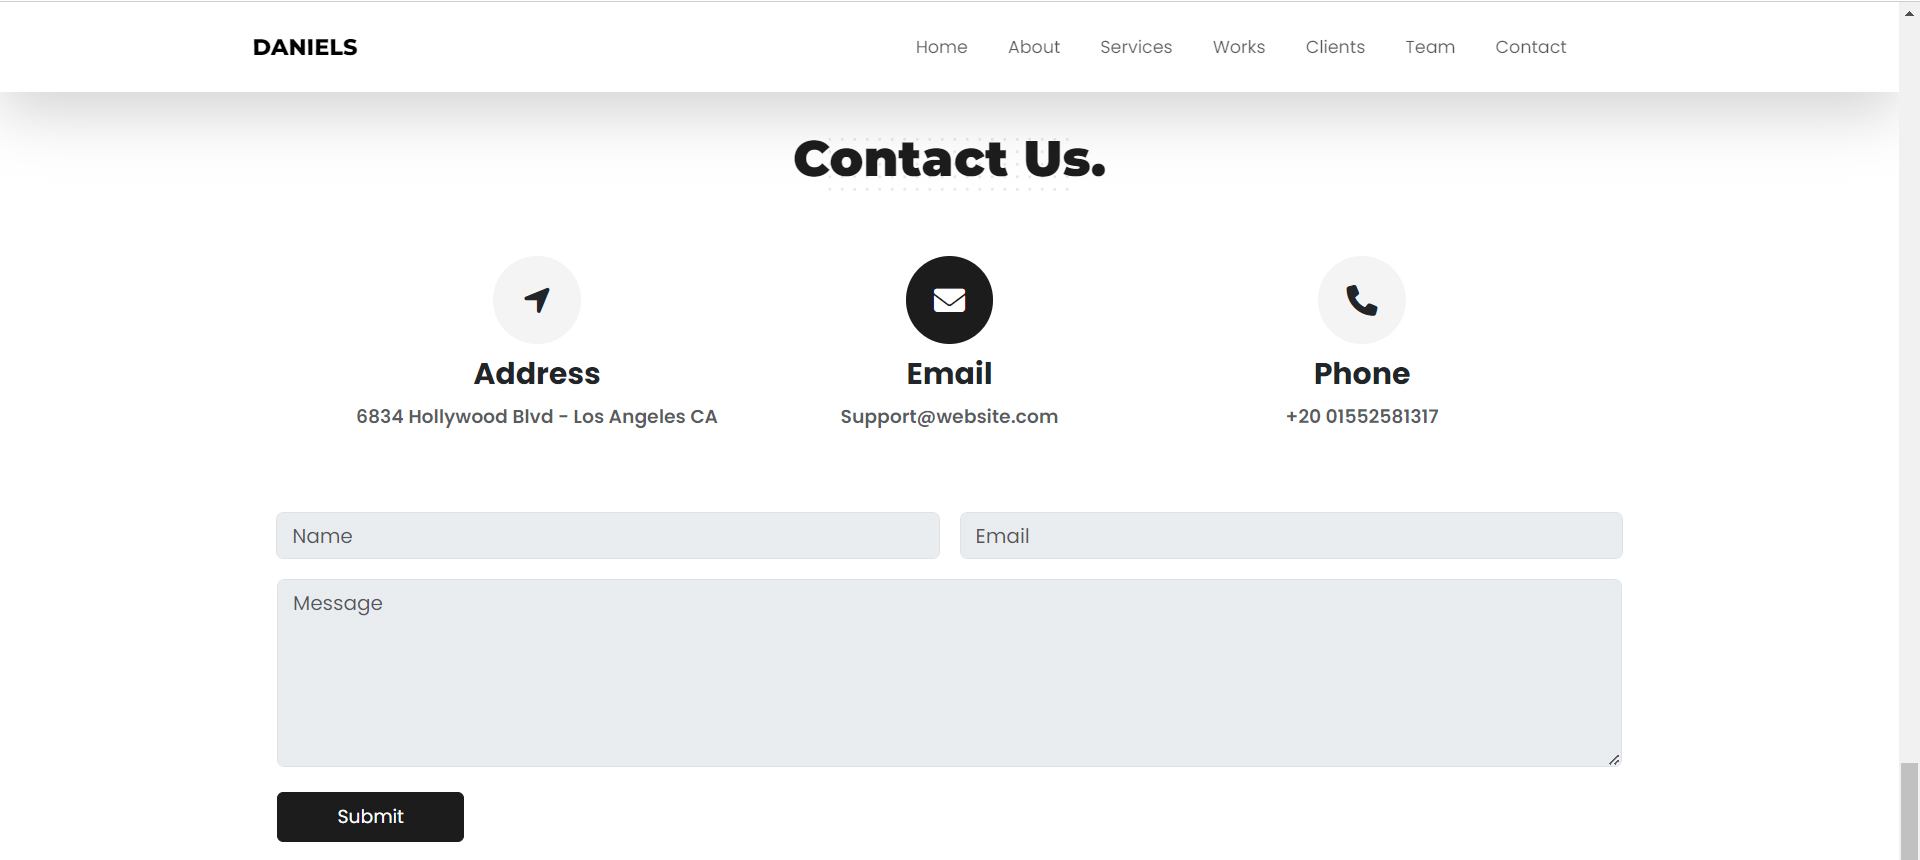 DANIELS
Home About Services Works Clients Team Contact
Contact Us.
Address
6834 Hollywood Blvd - Los Angeles CA
Email
Support@website.com
Phone
+20 01552581317
Name
Email
Message
Submit